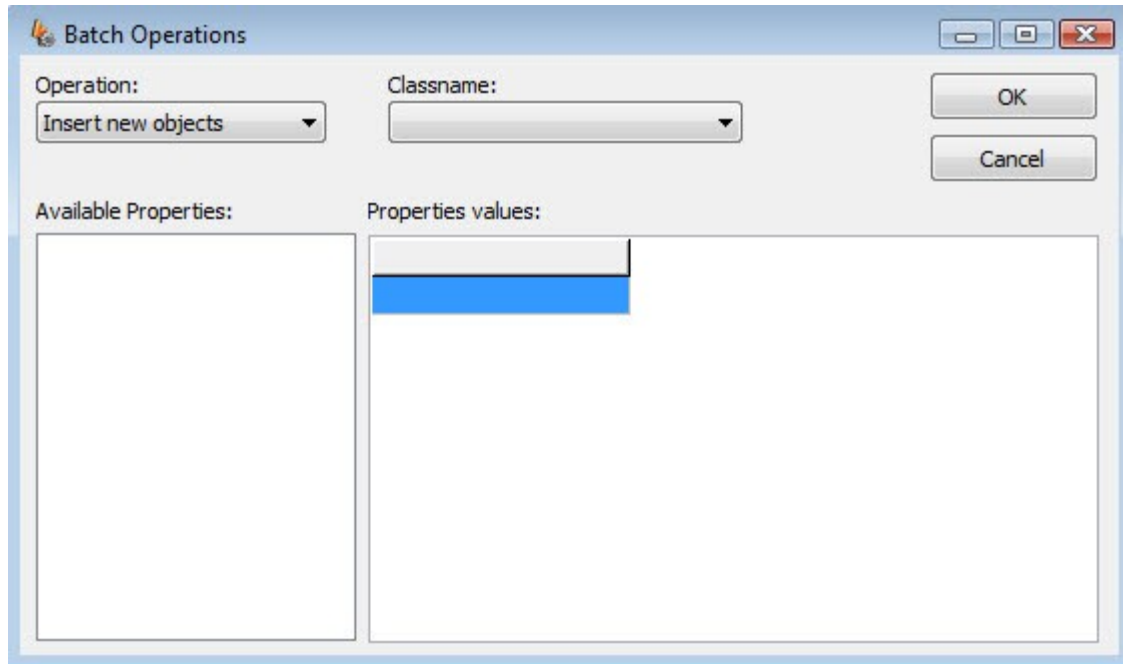 Batch Operations
Operation:
Classname:
OK
Insert new objects
Cancel
Available Properties:
Properties values: